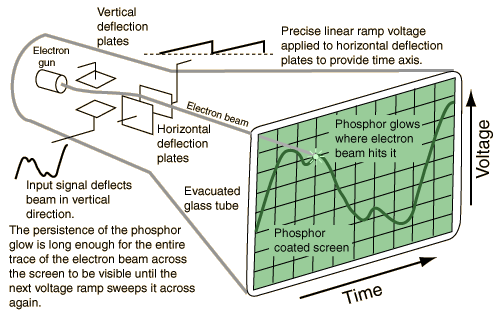 Vertical
deflection
plates
Precise linear ramp voltage
applied to horizontal deflection
plates to provide time axis.
Electron
gun
Electron beam
Horizontal
deflection
plates
Phosphor glows
where electron
beam hits it
Voltage
Input signal deflects
beam in vertical
direction.
Evacuated
glass tube
The persistence of the phosphor
glow is long enough for the entire
trace of the electron beam across
the screen to be visible until the
next voltage ramp sweeps it across
again.
Phosphor
coated screen
Time